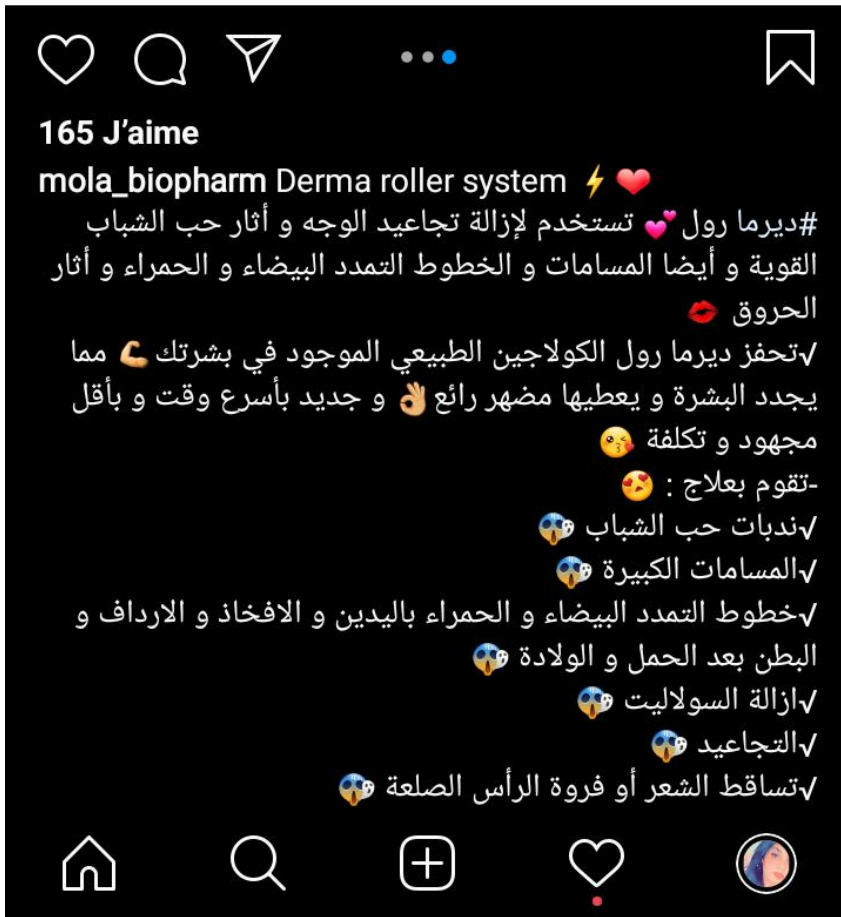 165 J’aime
mola_biopharm Derma roller system ⚡❤️
#ديرما رول💕 تستخدم لإزالة تجاعيد الوجه و أثار حب الشباب
القوية و أيضا المسامات و الخطوط التمدد البيضاء و الحمراء و أثار
الحروق 💋
√تحفز ديرما رول الكولاجين الطبيعي الموجود في بشرتك💪🏼 مما
يجدد البشرة و يعطيها مضهر رائع👌🏼 و جديد بأسرع وقت و بأقل
مجهود و تكلفة 😘
-تقوم بعلاج : 😍
√ندبات حب الشباب 😱
√المسامات الكبيرة 😱
√خطوط التمدد البيضاء و الحمراء باليدين و الافخاذ و الارداف و
البطن بعد الحمل و الولادة 😱
√ازالة السولاليت 😱
√التجاعيد 😱
√تساقط الشعر أو فروة الرأس الصلعة 😱